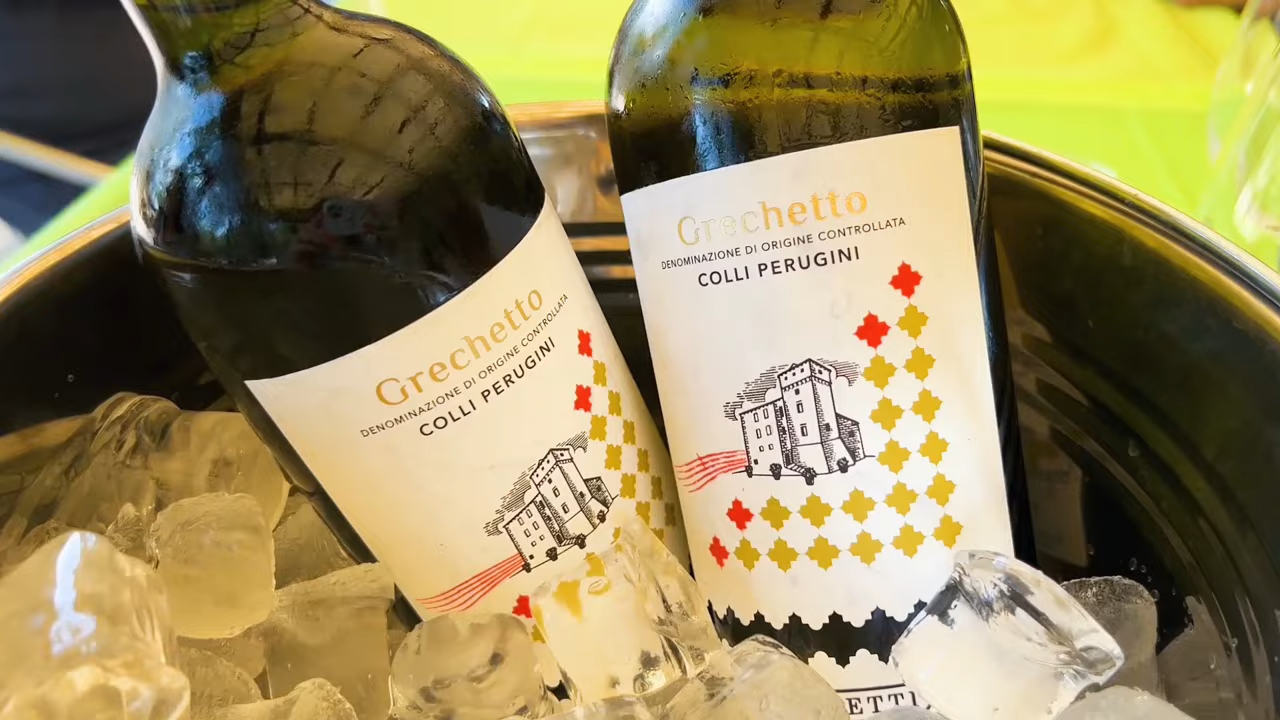 Grechetto
DENOMINAZIONE DI ORIGINE CONTROLLATA
COLLI PERUGINI
Grechetto
DENOMINAZIONE DI ORIGINE CONTROLLATA
COLLI PERUGINI